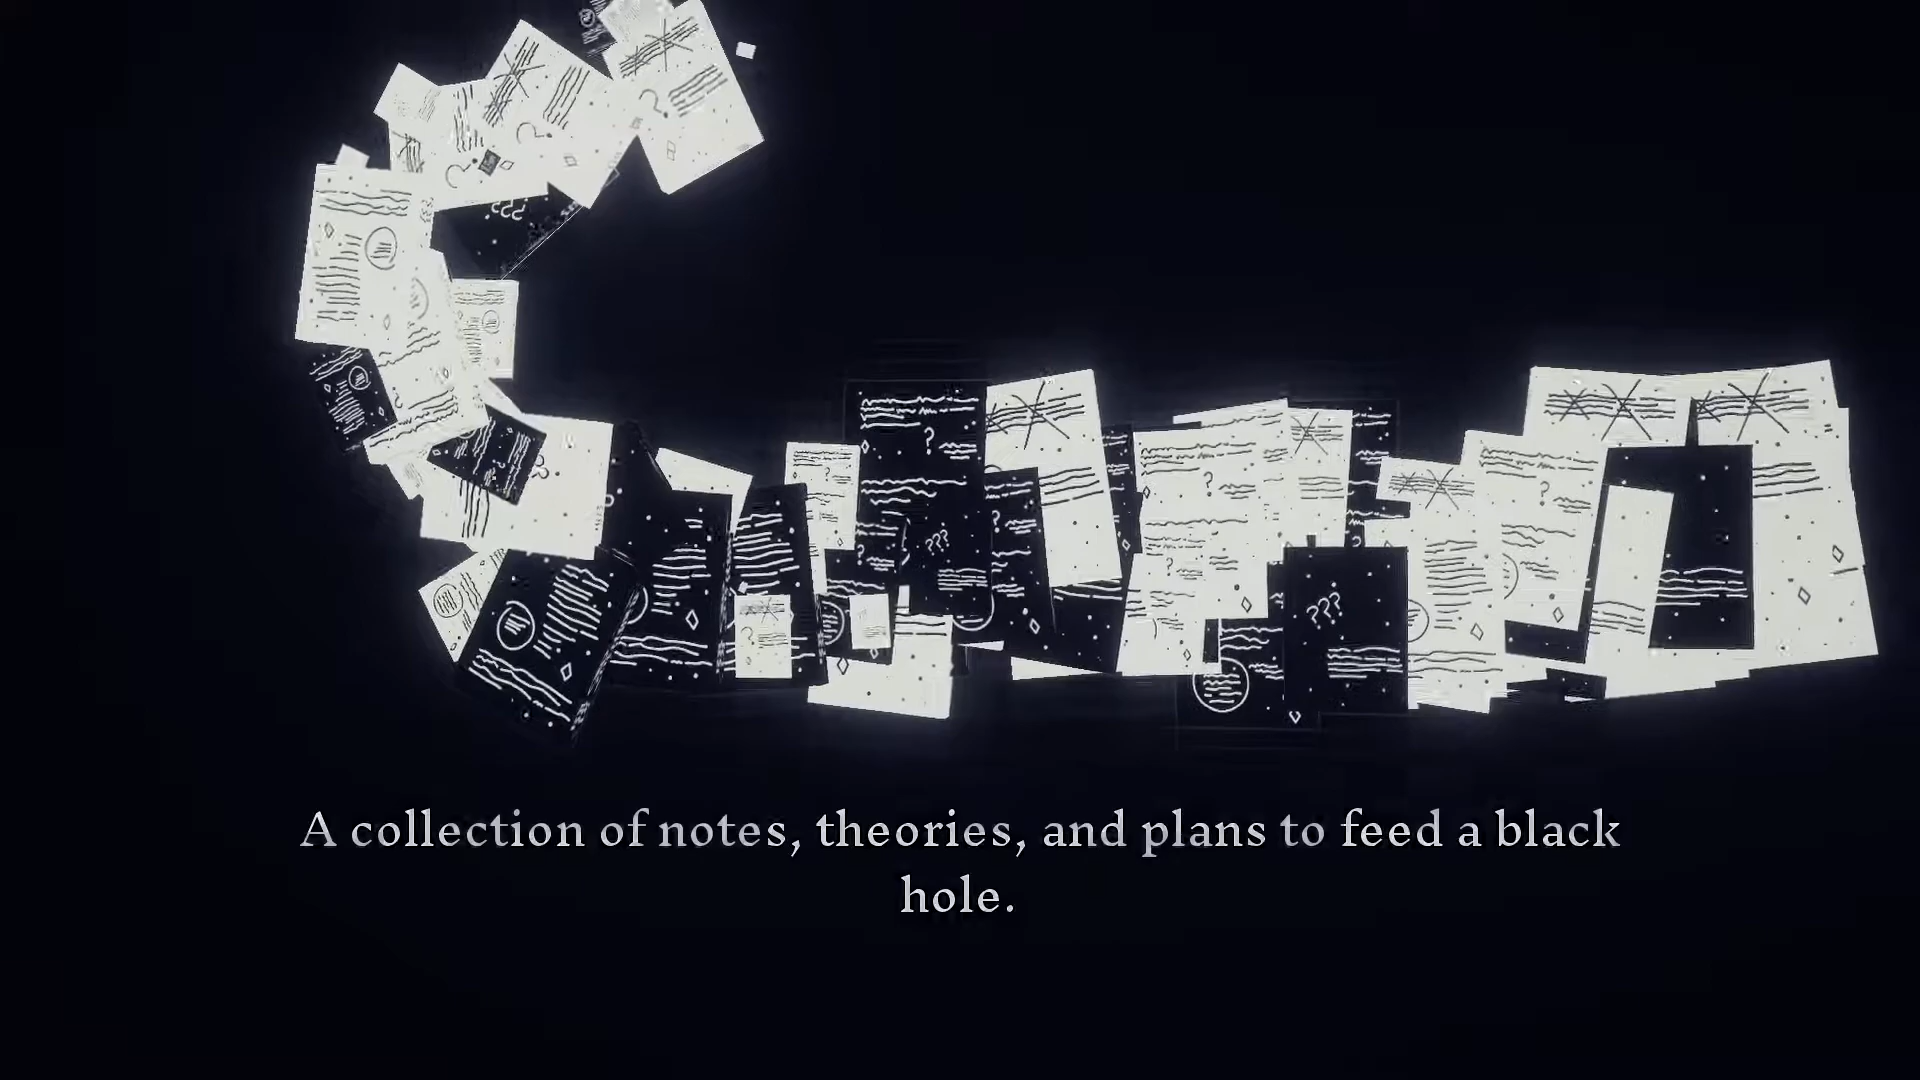 A collection of notes, theories, and plans to feed a black
hole.